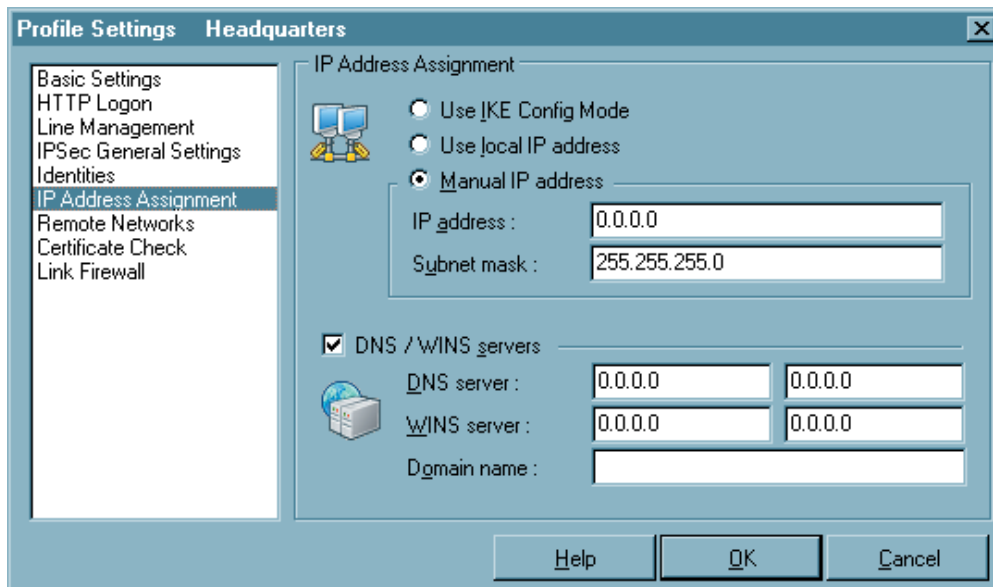 Profile Settings Headquarters
Basic Settings
HTTP Logon
Line Management
IPSec General Settings
Identities
IP Address Assignment
Remote Networks
Certificate Check
Link Firewall
IP Address Assignment
Use IKE Config Mode
Use local IP address
Manual IP address
IP address : 0.0.0.0
Subnet mask : 255.255.255.0
DNS / WINS servers
DNS server : 0.0.0.0 0.0.0.0
WINS server : 0.0.0.0 0.0.0.0
Domain name :
Help OK Cancel